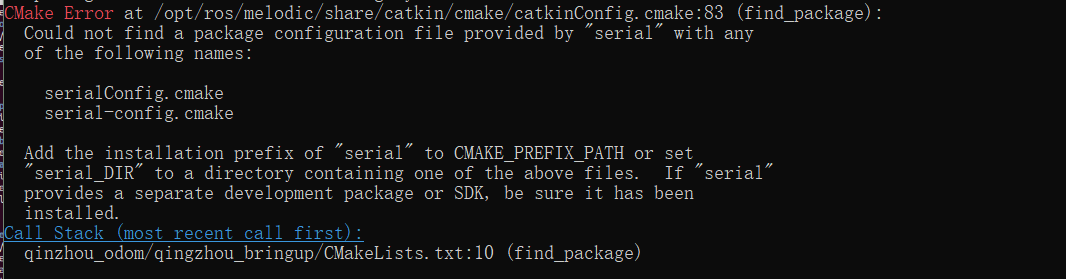 CMake Error at /opt/ros/melodic/share/catkin/cmake/catkinConfig.cmake:83 (find_package):
Could not find a package configuration file provided by "serial" with any
of the following names:
serialConfig.cmake
serial-config.cmake
Add the installation prefix of "serial" to CMAKE_PREFIX_PATH or set
"serial_DIR" to a directory containing one of the above files.  If "serial"
provides a separate development package or SDK, be sure it has been
installed.
Call Stack (most recent call first):
qinzhou_odom/qingzhou_bringup/CMakeLists.txt:10 (find_package)